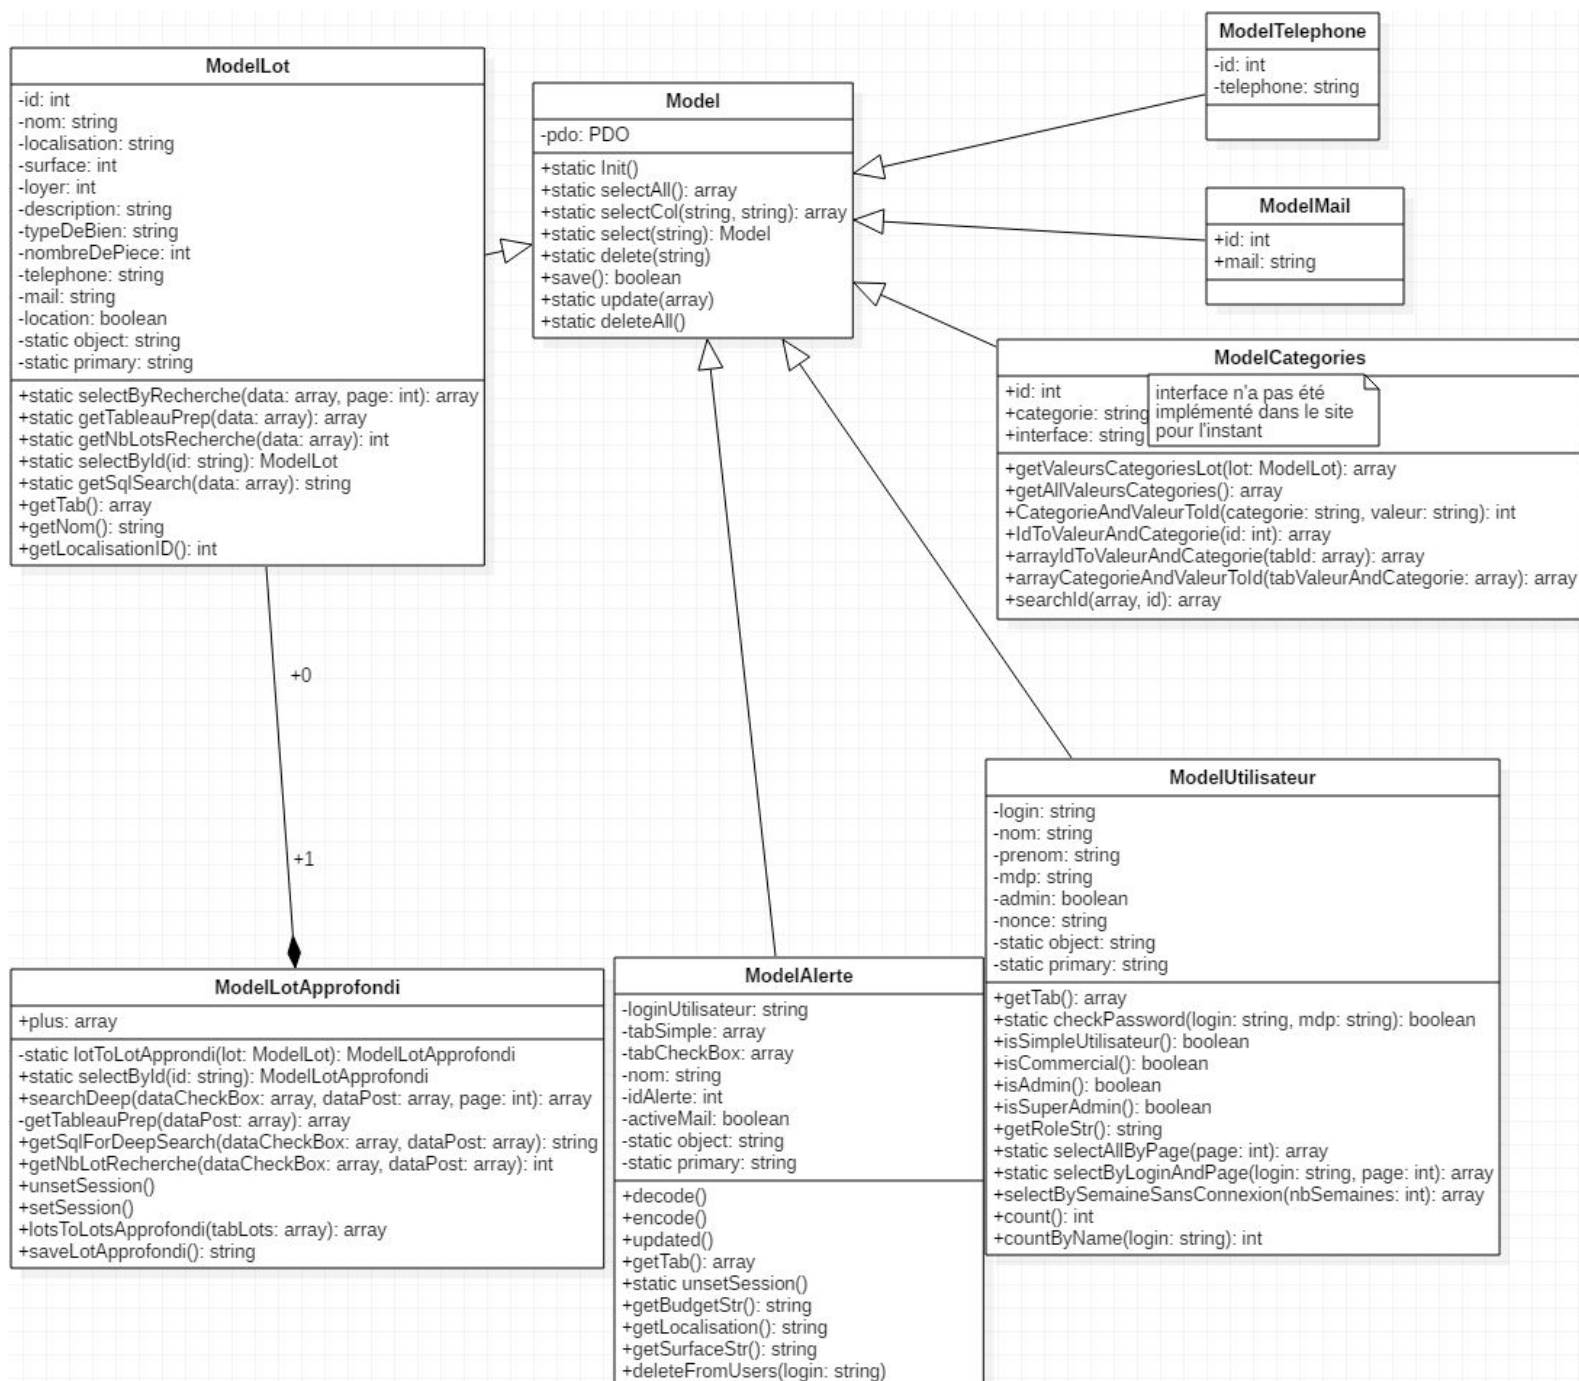 ModelLot
-id: int
-nom: string
-localisation: string
-surface: int
-loyer: int
-description: string
-typeDeBien: string
-nombreDePiece: int
-telephone: string
-mail: string
-location: boolean
-static object: string
-static primary: string
+static selectByRecherche(data: array, page: int): array
+static getTableauPrep(data: array): array
+static getNbLotsRecherche(data: array): int
+static selectById(id: string): ModelLot
+static getSqlSearch(data: array): string
+getTab(): array
+getNom(): string
+getLocalisationID(): int
Model
-pdo: PDO
+static Init()
+static selectAll(): array
+static selectCol(string, string): array
+static select(string): Model
+static delete(string)
+save(): boolean
+static update(array)
+static deleteAll()
ModelTelephone
-id: int
-telephone: string
ModelMail
+id: int
+mail: string
ModelCategories
+id: int
+categorie: string
+interface: string
interface n'a pas été
implémenté dans le site
pour l'instant
+getValeursCategoriesLot(lot: ModelLot): array
+getAllValeursCategories(): array
+CategorieAndValeurToId(categorie: string, valeur: string): int
+IdToValeurAndCategorie(id: int): array
+arrayIdToValeurAndCategorie(tabId: array): array
+arrayCategorieAndValeurToId(tabValeurAndCategorie: array): array
+searchId(array, id): array
+0
+1
ModelLotApprofondi
+plus: array
-static lotToLotApprondi(lot: ModelLot): ModelLotApprofondi
+static selectById(id: string): ModelLotApprofondi
+searchDeep(dataCheckBox: array, dataPost: array, page: int): array
-getTableauPrep(dataPost: array): array
+getSqlForDeepSearch(dataCheckBox: array, dataPost: array): string
+getNbLotRecherche(dataCheckBox: array, dataPost: array): int
+unsetSession()
+setSession()
+lotsToLotsApprofondi(tabLots: array): array
+saveLotApprofondi(): string
ModelAlerte
-loginUtilisateur: string
-tabSimple: array
-tabCheckBox: array
-nom: string
-idAlerte: int
-activeMail: boolean
-static object: string
-static primary: string
+decode()
+encode()
+updated()
+getTab(): array
+static unsetSession()
+getBudgetStr(): string
+getLocalisation(): string
+getSurfaceStr(): string
+deleteFromUsers(login: string)
ModelUtilisateur
-login: string
-nom: string
-prenom: string
-mdp: string
-admin: boolean
-nonce: string
-static object: string
-static primary: string
+getTab(): array
+static checkPassword(login: string, mdp: string): boolean
+isSimpleUtilisateur(): boolean
+isCommercial(): boolean
+isAdmin(): boolean
+isSuperAdmin(): boolean
+getRoleStr(): string
+static selectAllByPage(page: int): array
+static selectByLoginAndPage(login: string, page: int): array
+selectBySemaineSansConnexion(nbSemaines: int): array
+count(): int
+countByName(login: string): int